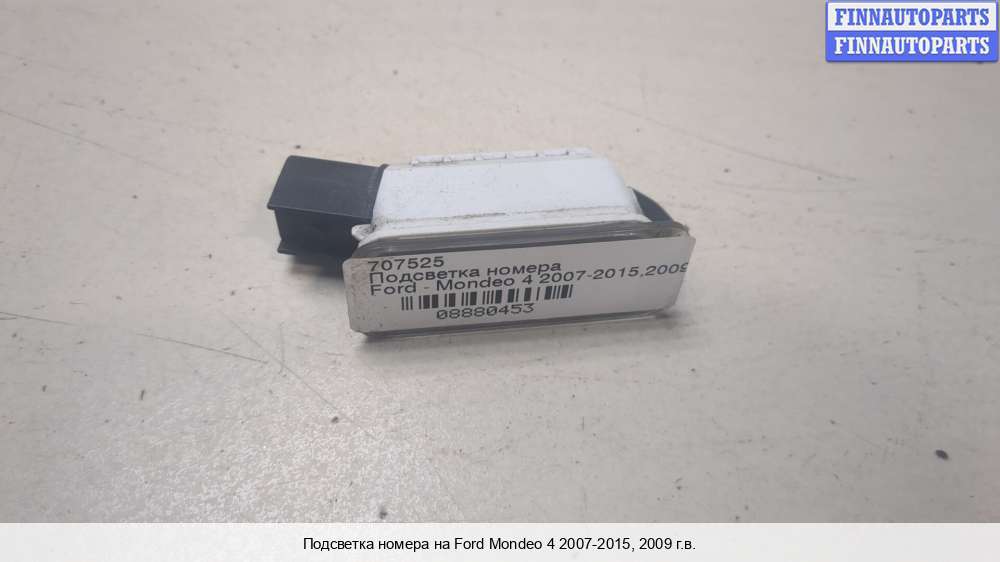 FINNAUTOPARTS
FINNAUTOPARTS
707525
Подсветка номера
Ford - Mondeo 4 2007-2015,2009
08880453
Подсветка номера на Ford Mondeo 4 2007-2015, 2009 г.в.